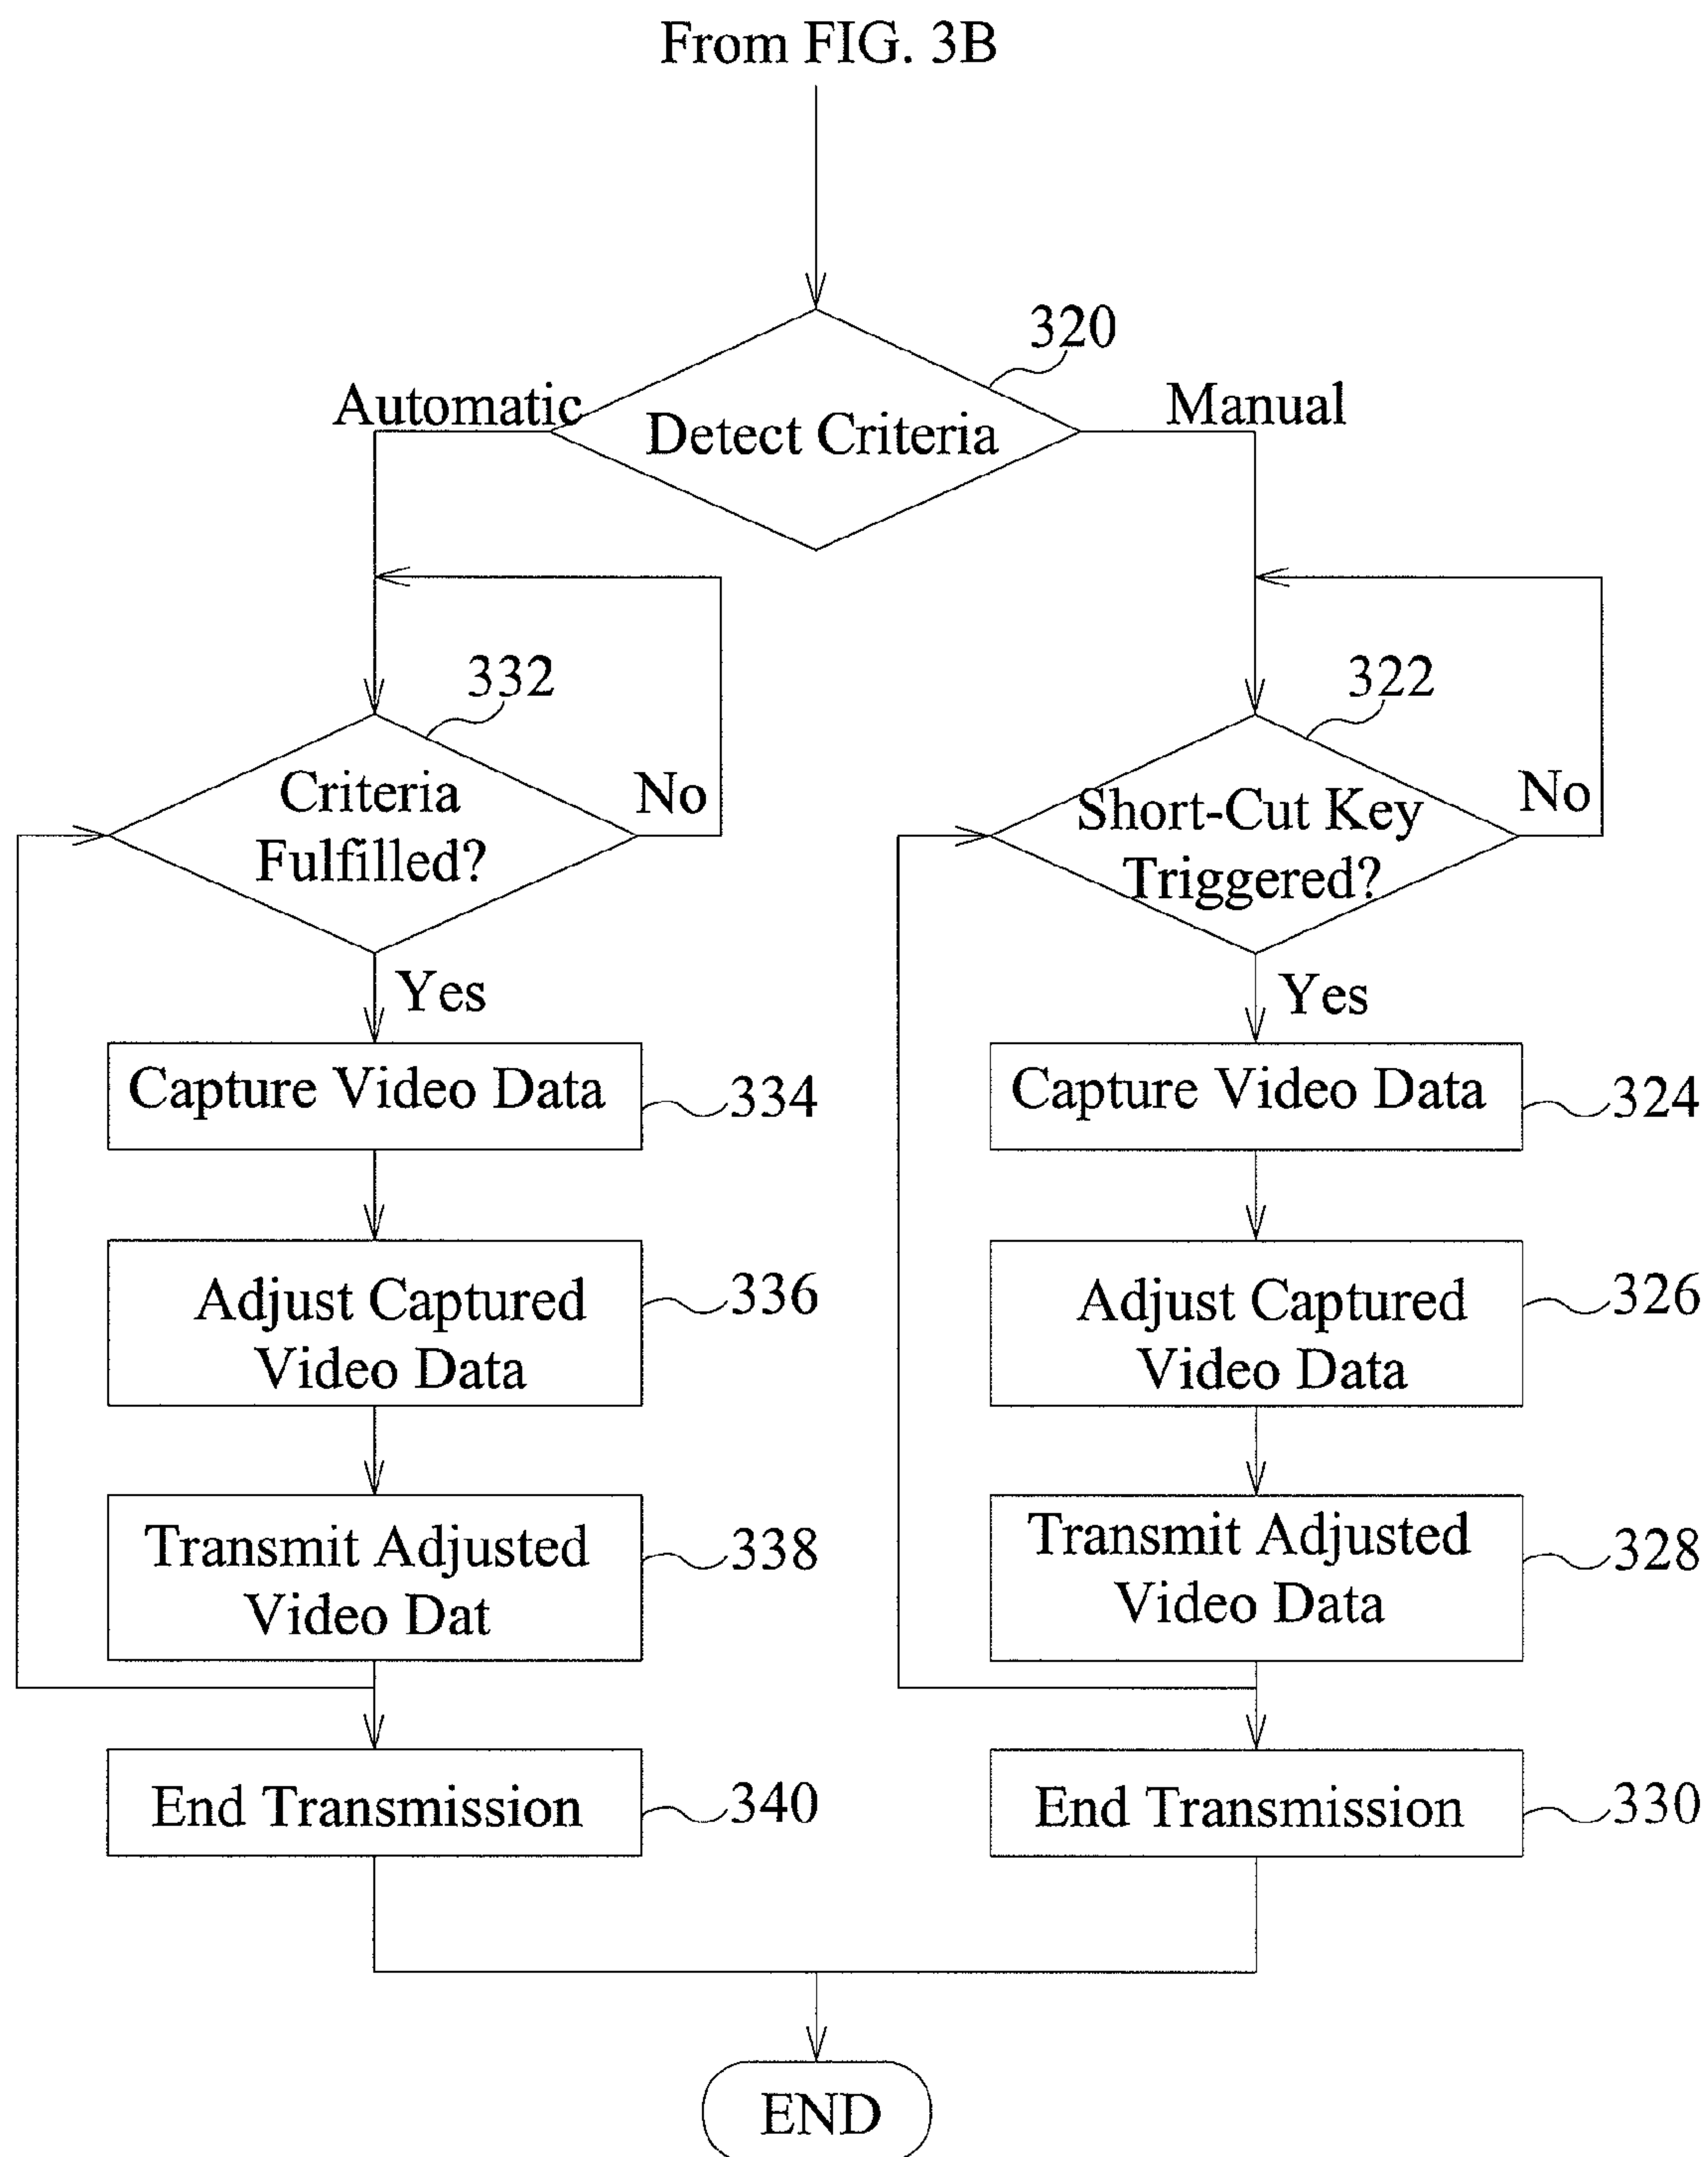 From FIG. 3B
320
Automatic
Manual
Detect Criteria
332
322
Criteria
Fulfilled?
No
Short-Cut Key
Triggered?
No
Yes
Yes
Capture Video Data
334
Capture Video Data
324
Adjust Captured
Video Data
336
Adjust Captured
Video Data
326
Transmit Adjusted
Video Dat
338
Transmit Adjusted
Video Data
328
End Transmission
340
End Transmission
330
END